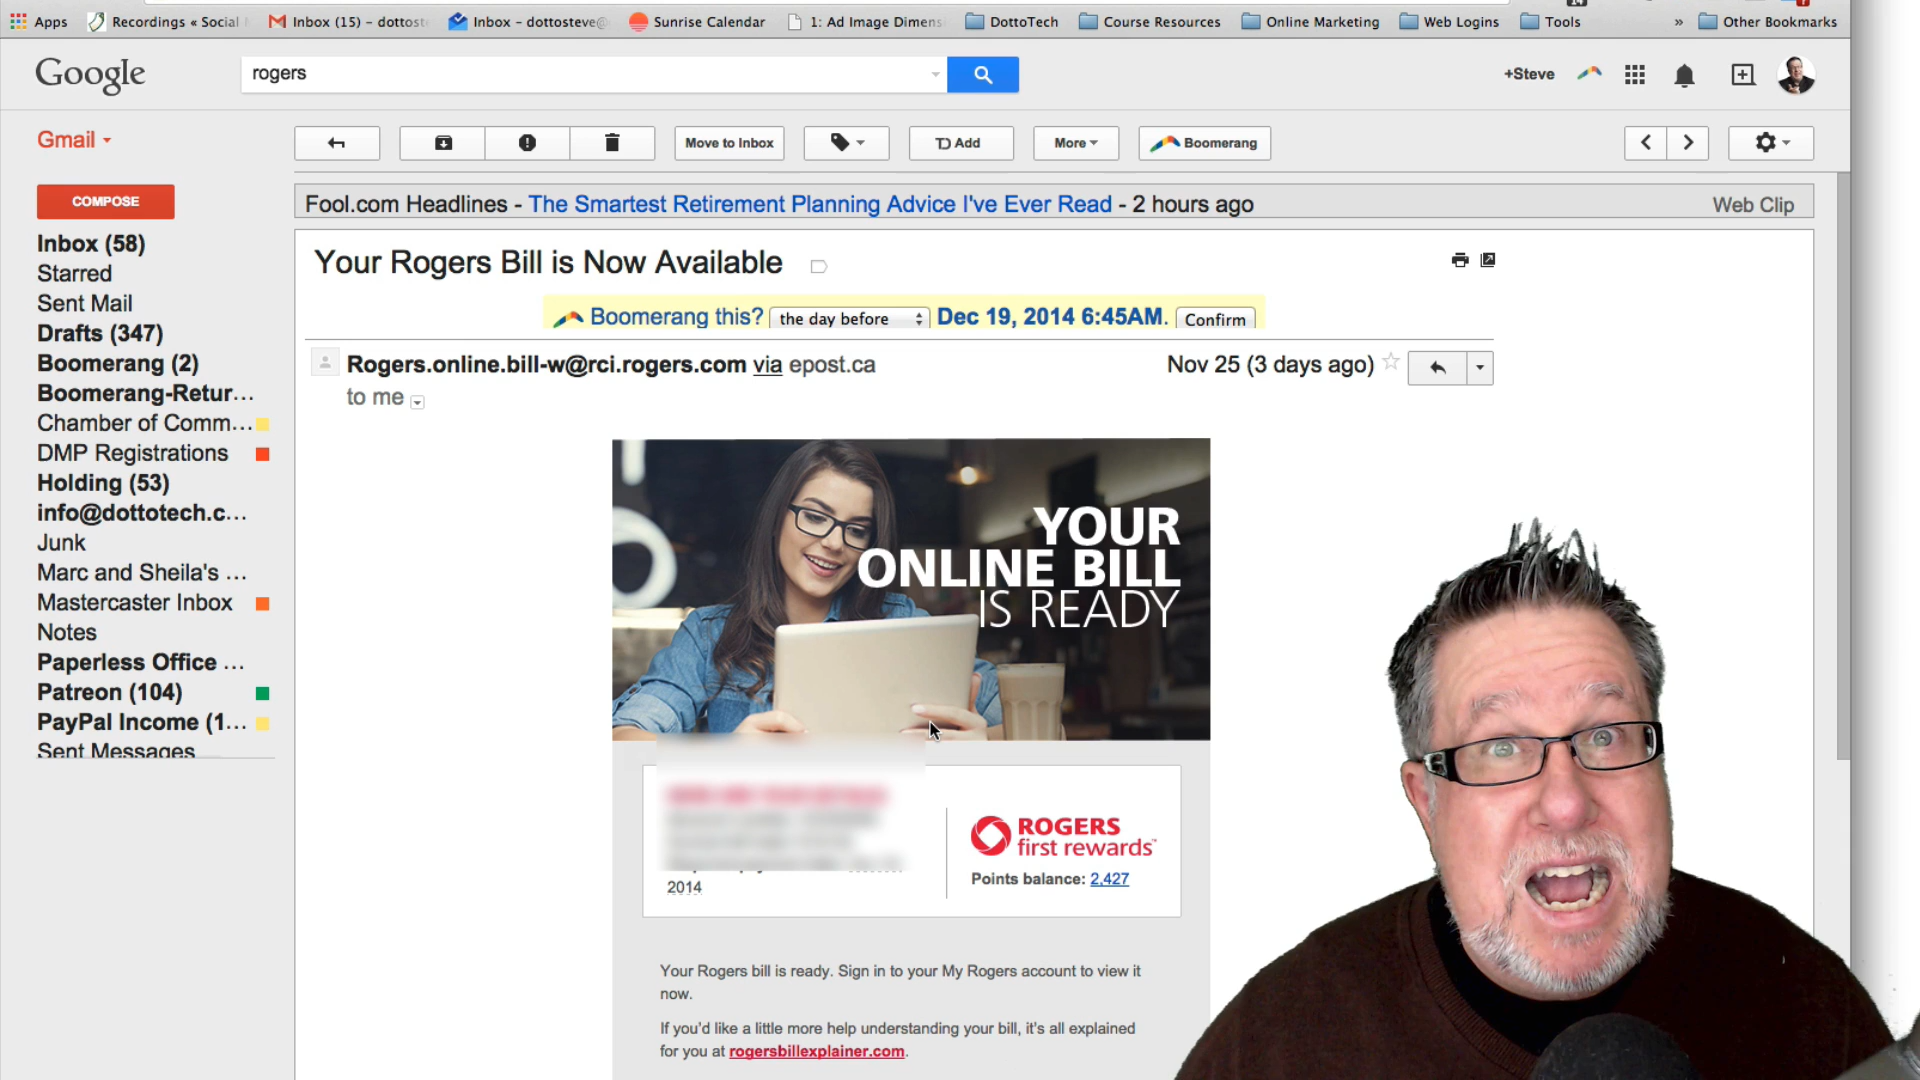 Apps Recordings « Social Inbox (15) – dottost Inbox – dottosteve@ Sunrise Calendar 1: Ad Image Dimens DottoTech Course Resources Online Marketing Web Logins Tools » Other Bookmarks
Google rogers +Steve
Gmail Move to Inbox Add More Boomerang
COMPOSE
Fool.com Headlines - The Smartest Retirement Planning Advice I've Ever Read - 2 hours ago Web Clip
Inbox (58)
Starred
Sent Mail
Drafts (347)
Boomerang (2)
Boomerang-Retur...
Chamber of Comm...
DMP Registrations
Holding (53)
info@dottotech.c...
Junk
Marc and Sheila's ...
Mastercaster Inbox
Notes
Paperless Office ...
Patreon (104)
PayPal Income (1...
Sent Messages
Your Rogers Bill is Now Available
Boomerang this? the day before Dec 19, 2014 6:45AM. Confirm
Rogers.online.bill-w@rci.rogers.com via epost.ca Nov 25 (3 days ago)
to me
YOUR
ONLINE BILL
IS READY
2014
ROGERS
first rewards™
Points balance: 2,427
Your Rogers bill is ready. Sign in to your My Rogers account to view it
now.
If you'd like a little more help understanding your bill, it's all explained
for you at rogersbillexplainer.com.